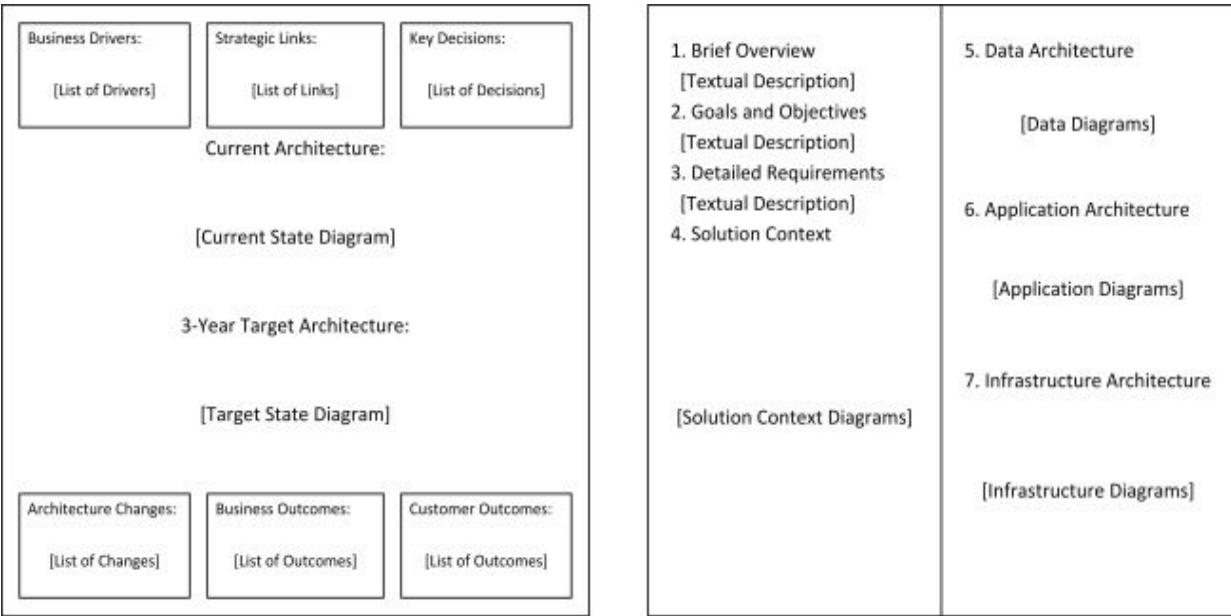 Business Drivers:
[List of Drivers]
Strategic Links:
[List of Links]
Key Decisions:
[List of Decisions]
Current Architecture:
[Current State Diagram]
3-Year Target Architecture:
[Target State Diagram]
Architecture Changes:
[List of Changes]
Business Outcomes:
[List of Outcomes]
Customer Outcomes:
[List of Outcomes]
1. Brief Overview
[Textual Description]
2. Goals and Objectives
[Textual Description]
3. Detailed Requirements
[Textual Description]
4. Solution Context
[Solution Context Diagrams]
5. Data Architecture
[Data Diagrams]
6. Application Architecture
[Application Diagrams]
7. Infrastructure Architecture
[Infrastructure Diagrams]